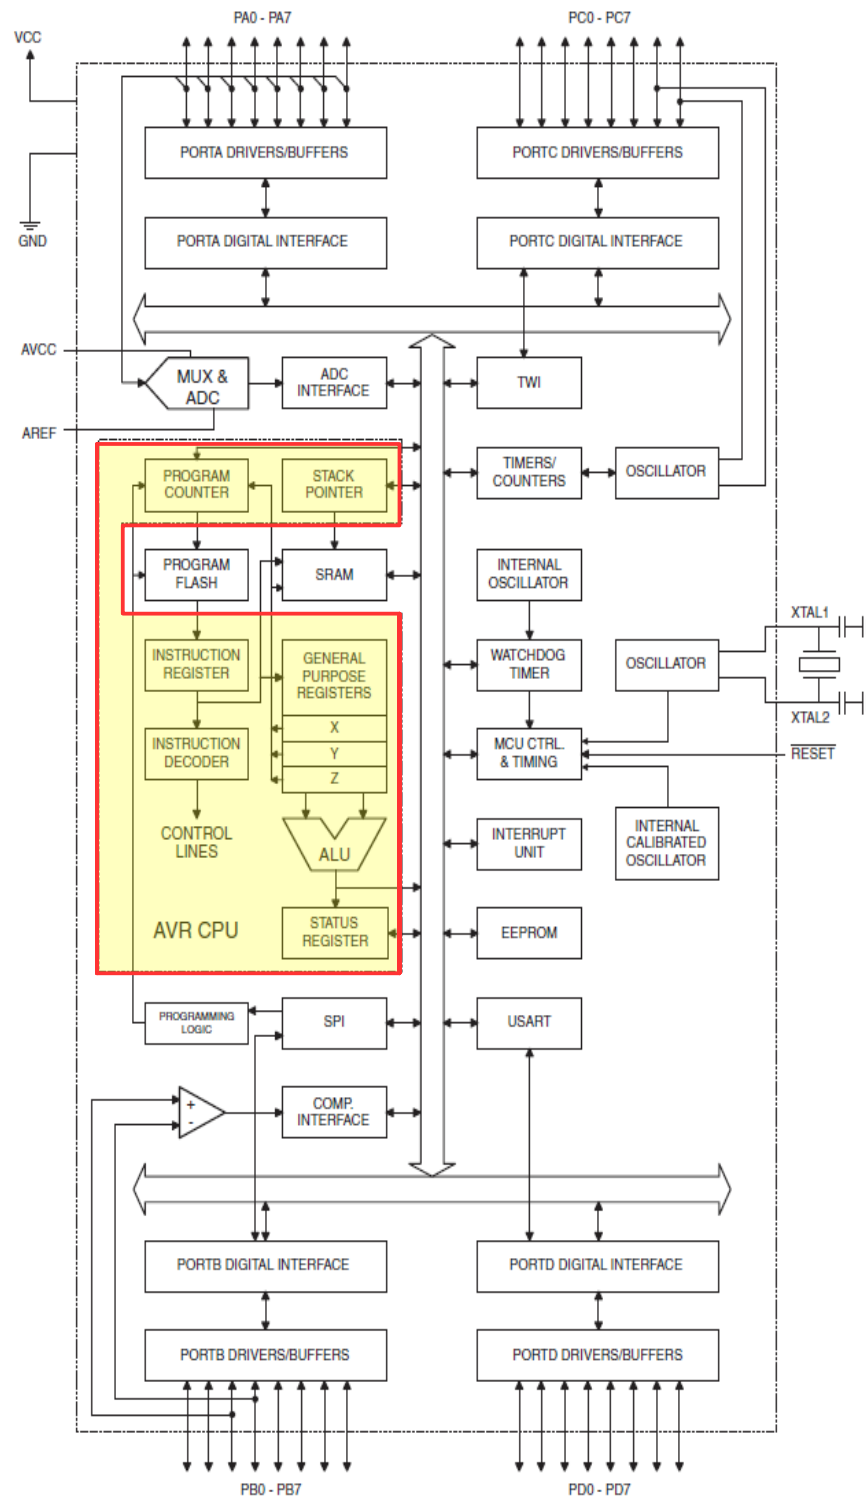 PA0 - PA7
PC0 - PC7
VCC
PORTA DRIVERS/BUFFERS
PORTC DRIVERS/BUFFERS
GND
PORTA DIGITAL INTERFACE
PORTC DIGITAL INTERFACE
AVCC
MUX &
ADC
ADC
INTERFACE
TWI
AREF
PROGRAM
COUNTER
STACK
POINTER
TIMERS/
COUNTERS
OSCILLATOR
PROGRAM
FLASH
SRAM
INTERNAL
OSCILLATOR
XTAL1
INSTRUCTION
REGISTER
GENERAL
PURPOSE
REGISTERS
WATCHDOG
TIMER
OSCILLATOR
XTAL2
X
Y
Z
INSTRUCTION
DECODER
MCU CTRL.
& TIMING
RESET
CONTROL
LINES
ALU
INTERRUPT
UNIT
INTERNAL
CALIBRATED
OSCILLATOR
AVR CPU
STATUS
REGISTER
EEPROM
PROGRAMMING
LOGIC
SPI
USART
+
-
COMP.
INTERFACE
PORTB DIGITAL INTERFACE
PORTD DIGITAL INTERFACE
PORTB DRIVERS/BUFFERS
PORTD DRIVERS/BUFFERS
PB0 - PB7
PD0 - PD7